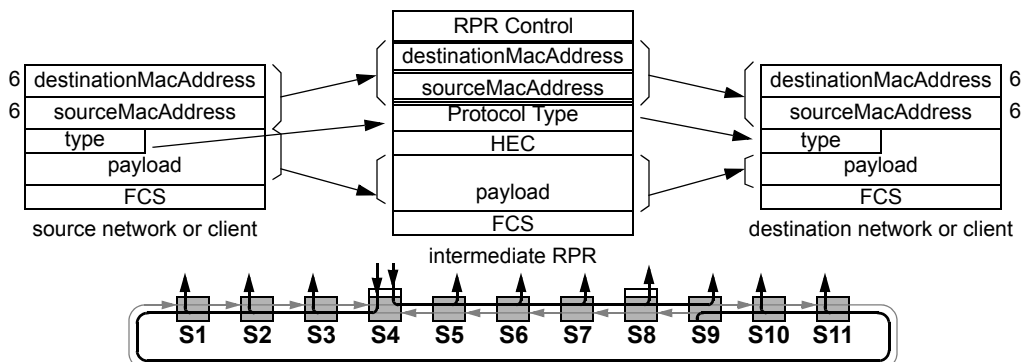 RPR Control
destinationMacAddress
sourceMacAddress
Protocol Type
HEC
payload
FCS
intermediate RPR
6 destinationMacAddress
6 sourceMacAddress
type
payload
FCS
source network or client
destinationMacAddress 6
sourceMacAddress 6
type
payload
FCS
destination network or client
S1 S2 S3 S4 S5 S6 S7 S8 S9 S10 S11